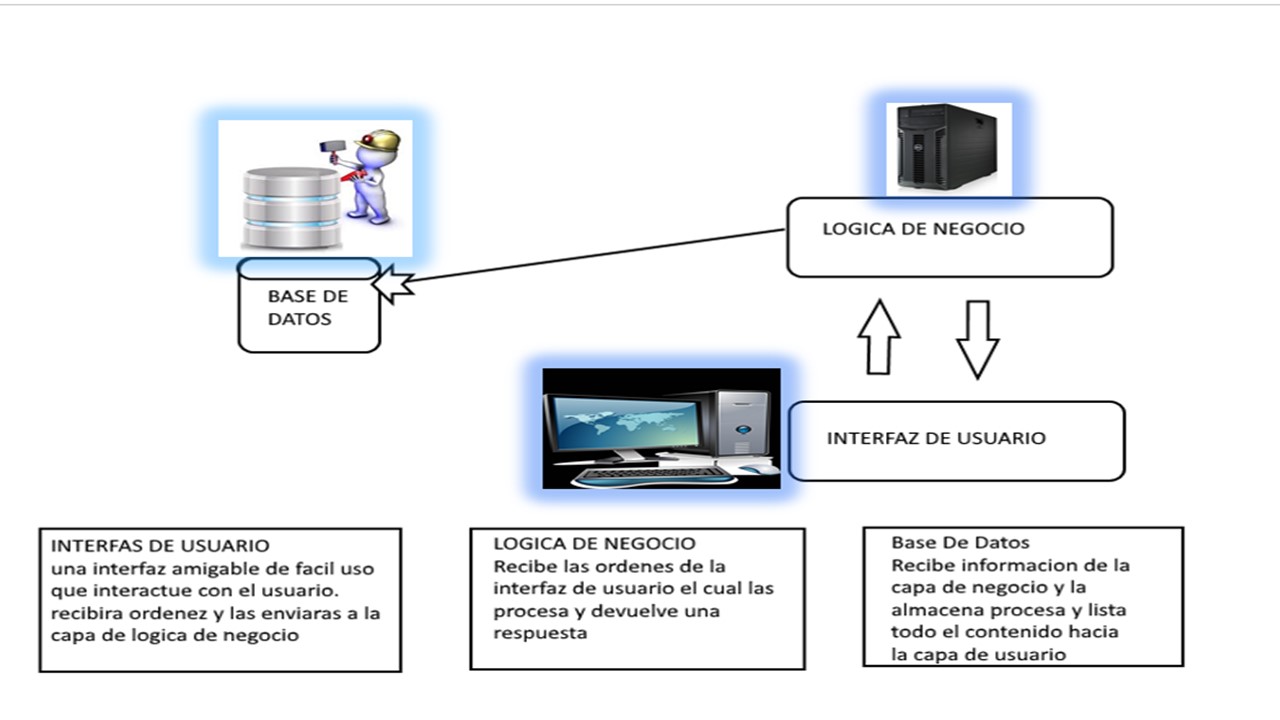 LOGICA DE NEGOCIO
BASE DE
DATOS
INTERFAZ DE USUARIO
INTERFAS DE USUARIO
una interfaz amigable de facil uso
que interactue con el usuario.
recibira ordenez y las enviaras a la
capa de logica de negocio
LOGICA DE NEGOCIO
Recibe las ordenes de la
interfaz de usuario el cual las
procesa y devuelve una
respuesta
Base De Datos
Recibe informacion de la
capa de negocio y la
almacena procesa y lista
todo el contenido hacia
la capa de usuario